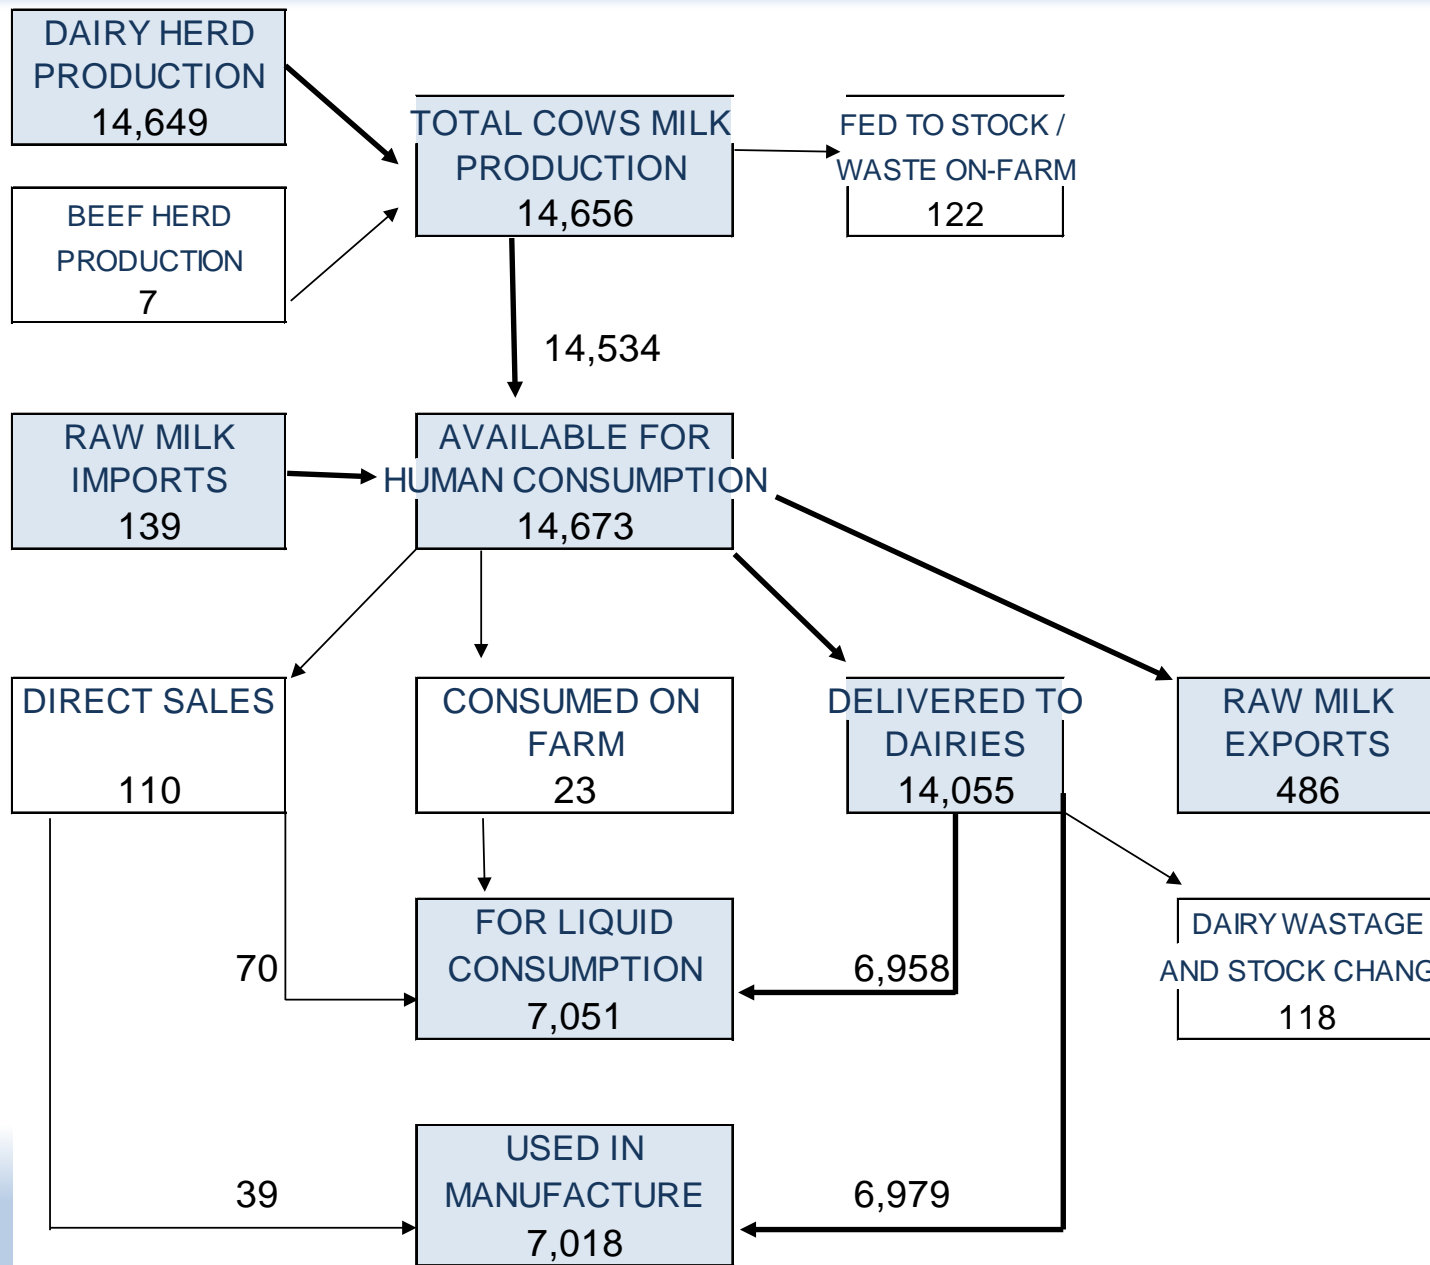 DAIRY HERD
PRODUCTION
14,649
TOTAL COWS MILK
PRODUCTION
14,656
FED TO STOCK /
WASTE ON-FARM
122
BEEF HERD
PRODUCTION
7
14,534
RAW MILK
IMPORTS
139
AVAILABLE FOR
HUMAN CONSUMPTION
14,673
DIRECT SALES
110
CONSUMED ON
FARM
23
DELIVERED TO
DAIRIES
14,055
RAW MILK
EXPORTS
486
70
FOR LIQUID
CONSUMPTION
7,051
6,958
DAIRY WASTAGE
AND STOCK CHANG
118
39
USED IN
MANUFACTURE
7,018
6,979